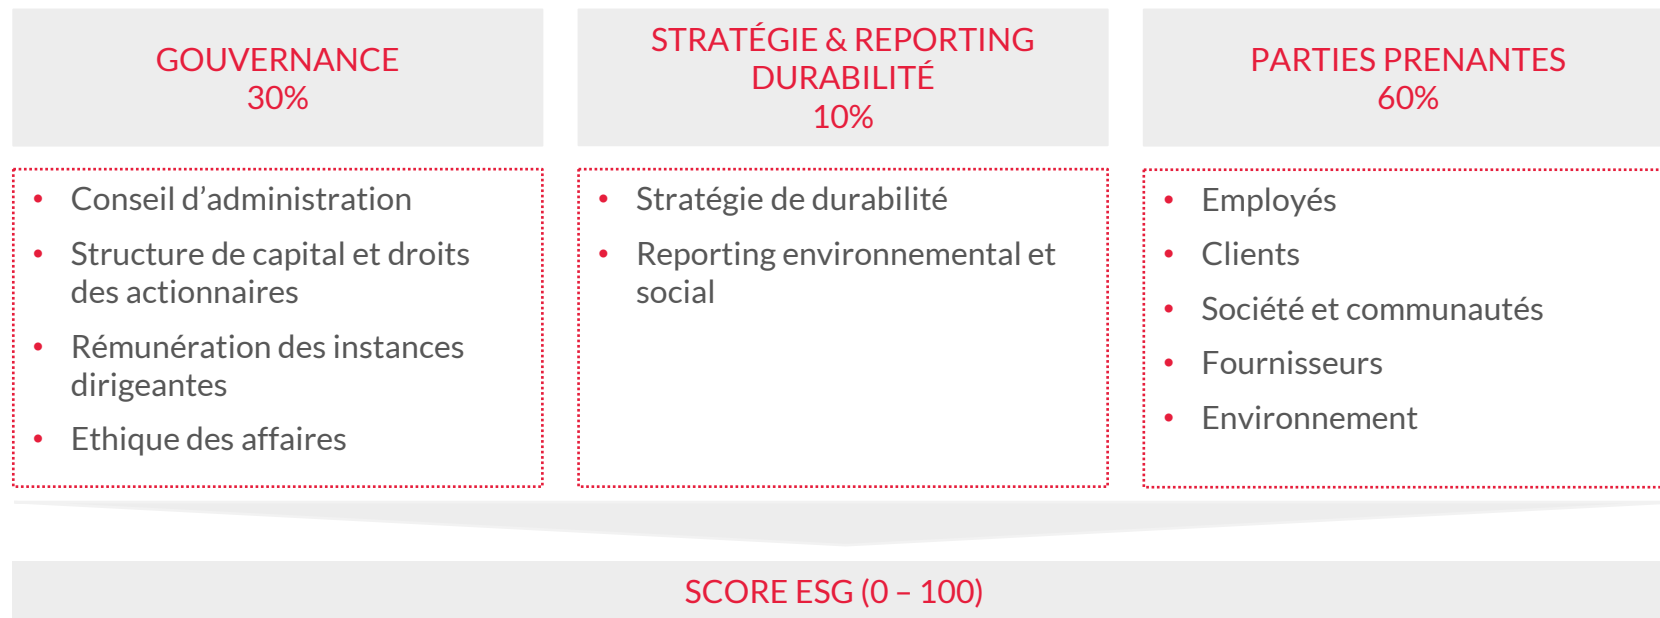 GOUVERNANCE
30%
STRATÉGIE & REPORTING
DURABILITÉ
10%
PARTIES PRENANTES
60%
• Conseil d’administration
• Structure de capital et droits
des actionnaires
• Rémunération des instances
dirigeantes
• Ethique des affaires
• Stratégie de durabilité
• Reporting environnemental et
social
• Employés
• Clients
• Société et communautés
• Fournisseurs
• Environnement
SCORE ESG (0 – 100)